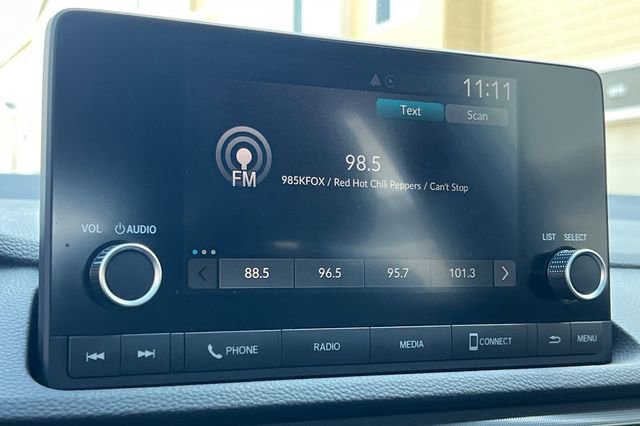 11:11
Text Scan
98.5
FM
985KFOX / Red Hot Chili Peppers / Can't Stop
VOL AUDIO
LIST SELECT
88.5 96.5 95.7 101.3
PHONE RADIO MEDIA CONNECT MENU